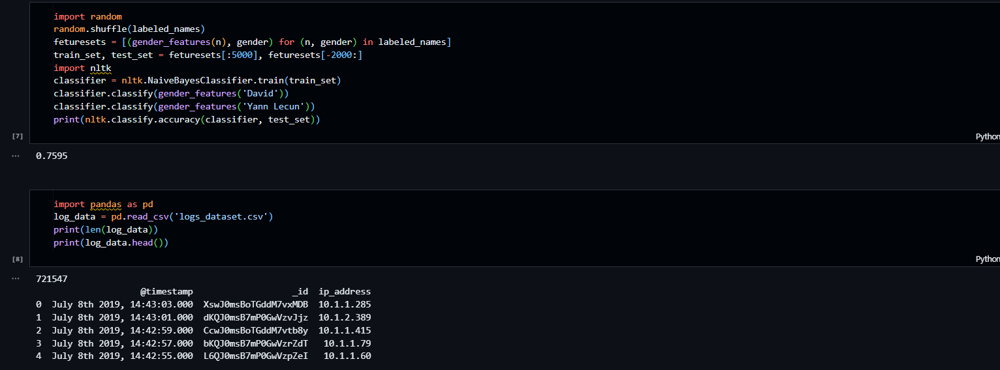 import random
random.shuffle(labeled_names)
feturesets = [(gender_features(n), gender) for (n, gender) in labeled_names]
train_set, test_set = feturesets[:5000], feturesets[-2000:]
import nltk
classifier = nltk.NaiveBayesClassifier.train(train_set)
classifier.classify(gender_features('David'))
classifier.classify(gender_features('Yann Lecun'))
print(nltk.classify.accuracy(classifier, test_set))
[7] Python
... 0.7595
import pandas as pd
log_data = pd.read_csv('logs_dataset.csv')
print(len(log_data))
print(log_data.head())
[8] Python
... 721547
@timestamp _id ip_address
0 July 8th 2019, 14:43:03.000 XswJ0msBoTGddM7vxMDB 10.1.1.285
1 July 8th 2019, 14:43:01.000 dKQJ0msB7mP0GwVzvJjz 10.1.2.389
2 July 8th 2019, 14:42:59.000 CcwJ0msBoTGddM7vtb8y 10.1.1.415
3 July 8th 2019, 14:42:57.000 bKQJ0msB7mP0GwVzrZdT 10.1.1.79
4 July 8th 2019, 14:42:55.000 L6QJ0msB7mP0GwVzpZeI 10.1.1.60